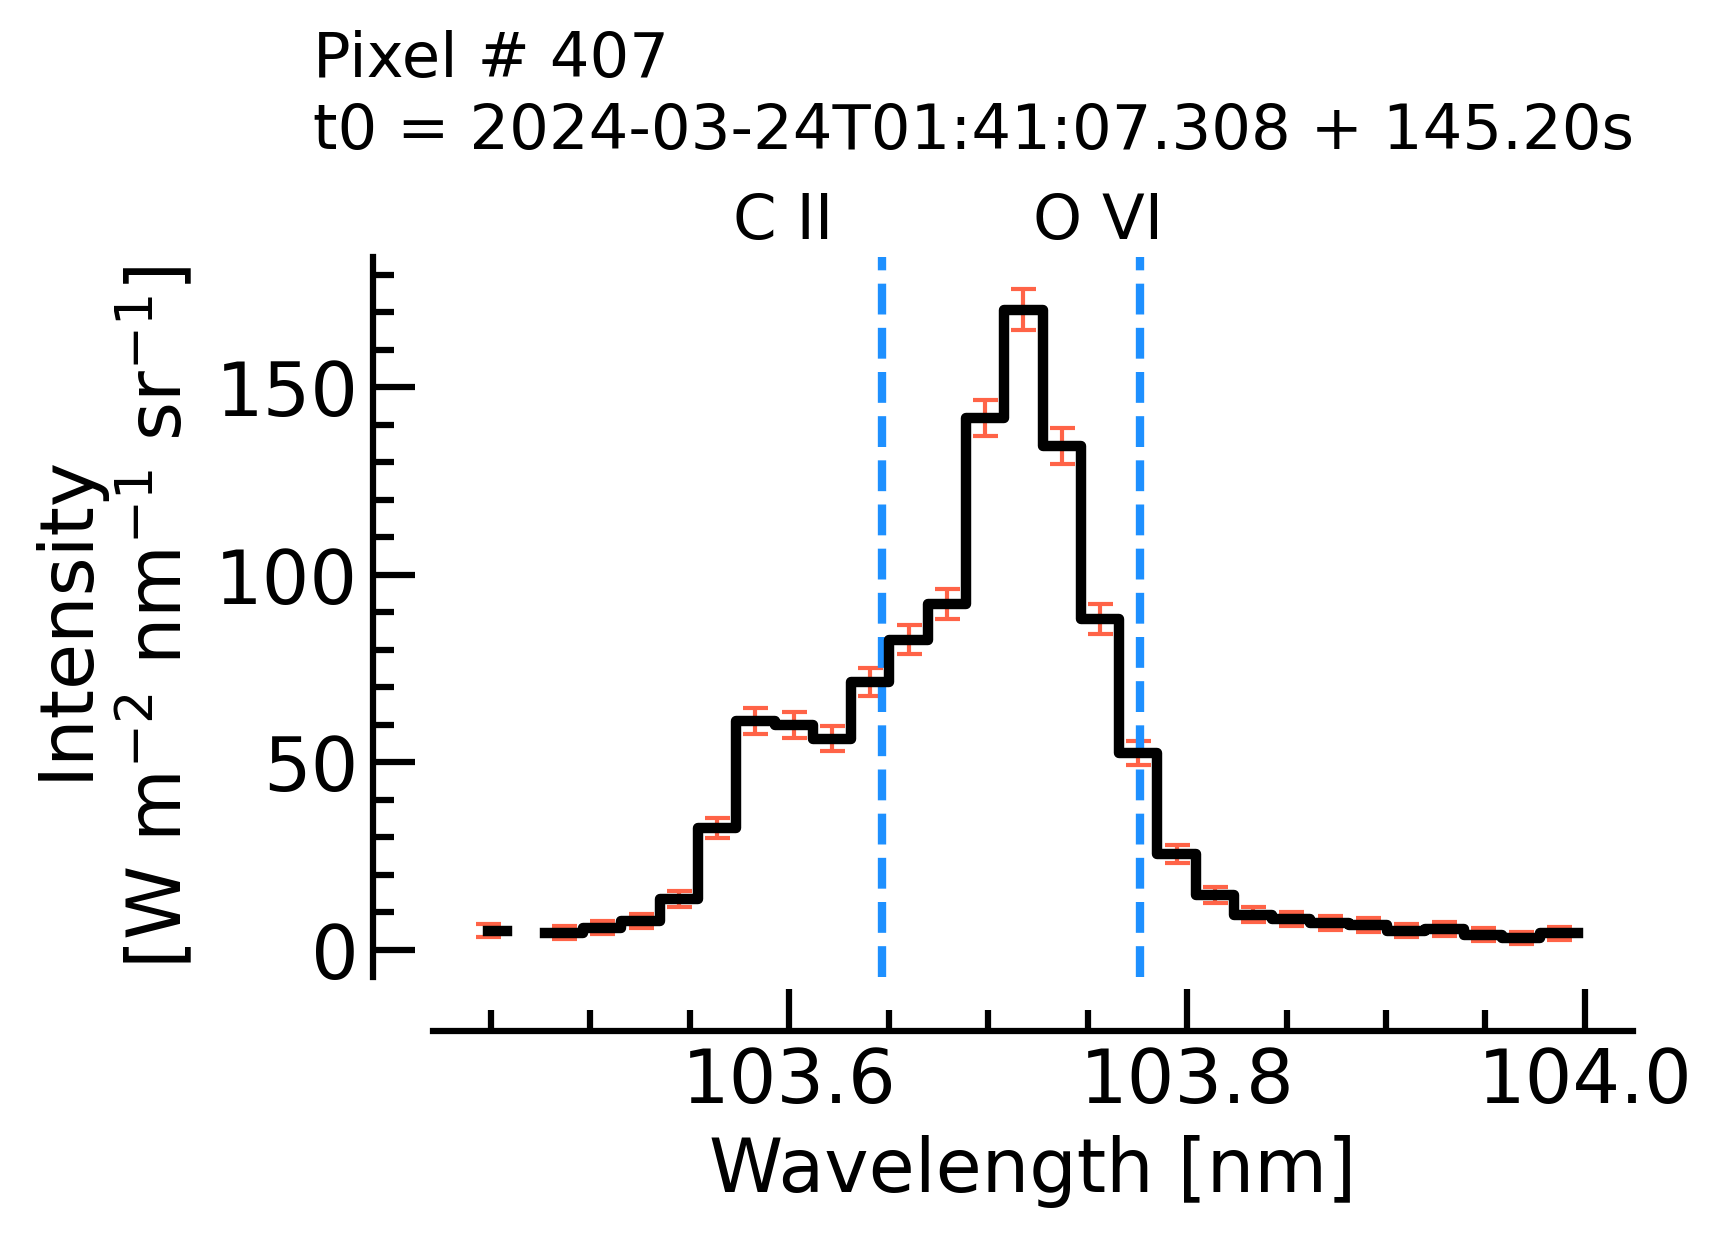 Pixel # 407
t0 = 2024-03-24T01:41:07.308 + 145.20s
C II O VI
Intensity
[W m⁻² nm⁻¹ sr⁻¹]
150
100
50
0
103.6 103.8 104.0
Wavelength [nm]